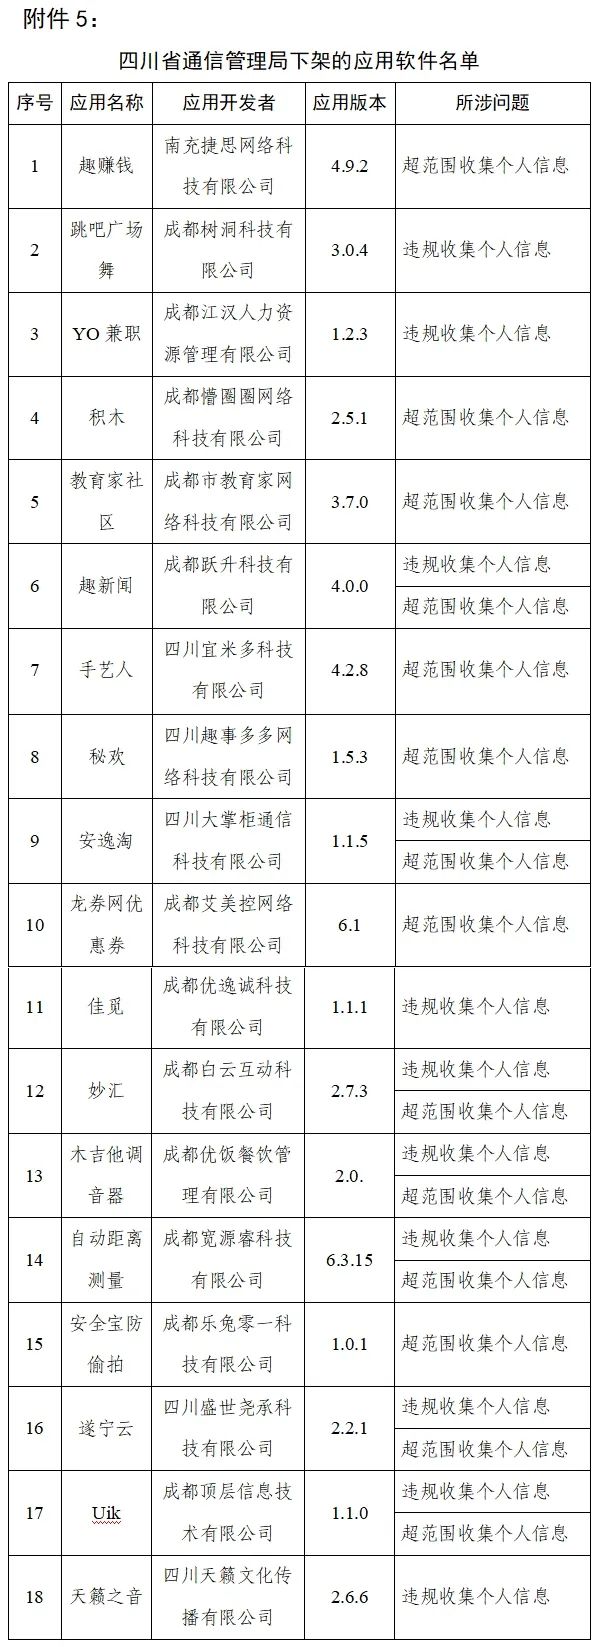 附件 5：
四川省通信管理局下架的应用软件名单
序号 应用名称 应用开发者 应用版本 所涉问题
1 趣赚钱 南充捷思网络科
技有限公司 4.9.2 超范围收集个人信息
2 跳吧广场
舞 成都树洞科技有
限公司 3.0.4 违规收集个人信息
3 YO 兼职 成都江汉人力资
源管理有限公司 1.2.3 违规收集个人信息
4 积木 成都懵圈圈网络
科技有限公司 2.5.1 超范围收集个人信息
5 教育家社
区 成都市教育家网
络科技有限公司 3.7.0 超范围收集个人信息
6 趣新闻 成都跃升科技有
限公司 4.0.0 违规收集个人信息
超范围收集个人信息
7 手艺人 四川宜米多科技
有限公司 4.2.8 超范围收集个人信息
8 秘欢 四川趣事多多网
络科技有限公司 1.5.3 超范围收集个人信息
9 安逸淘 四川大掌柜通信
科技有限公司 1.1.5 违规收集个人信息
超范围收集个人信息
10 龙券网优
惠券 成都艾美控网络
科技有限公司 6.1 超范围收集个人信息
11 佳觅 成都优逸诚科技
有限公司 1.1.1 违规收集个人信息
12 妙汇 成都白云互动科
技有限公司 2.7.3 违规收集个人信息
超范围收集个人信息
13 木吉他调
音器 成都优饭餐饮管
理有限公司 2.0. 违规收集个人信息
超范围收集个人信息
14 自动距离
测量 成都宽源睿科技
有限公司 6.3.15 违规收集个人信息
超范围收集个人信息
15 安全宝防
偷拍 成都乐兔零一科
技有限公司 1.0.1 超范围收集个人信息
16 遂宁云 四川盛世尧承科
技有限公司 2.2.1 违规收集个人信息
超范围收集个人信息
17 Uik 成都顶层信息技
术有限公司 1.1.0 违规收集个人信息
超范围收集个人信息
18 天籁之音 四川天籁文化传
播有限公司 2.6.6 违规收集个人信息